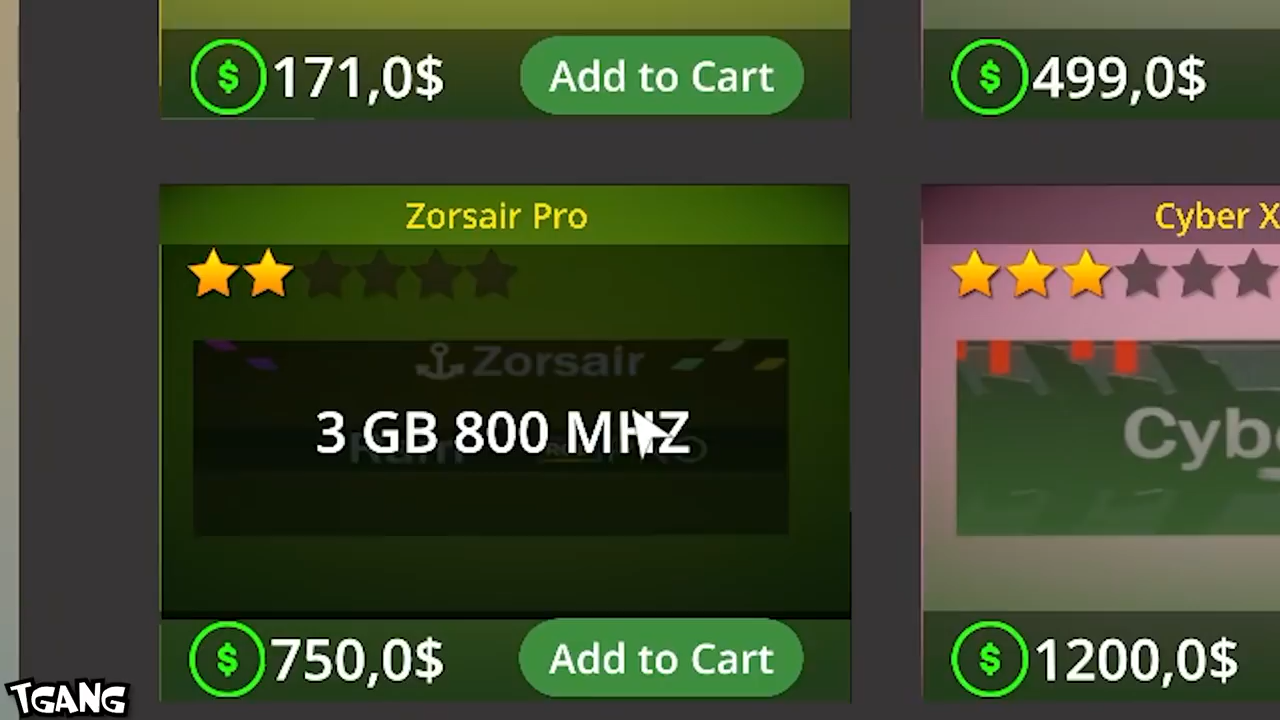 171,0$ Add to Cart 499,0$
Zorsair Pro Cyber X
Zorsair
3 GB 800 MHZ
Cyb
750,0$ Add to Cart 1200,0$
TGANG